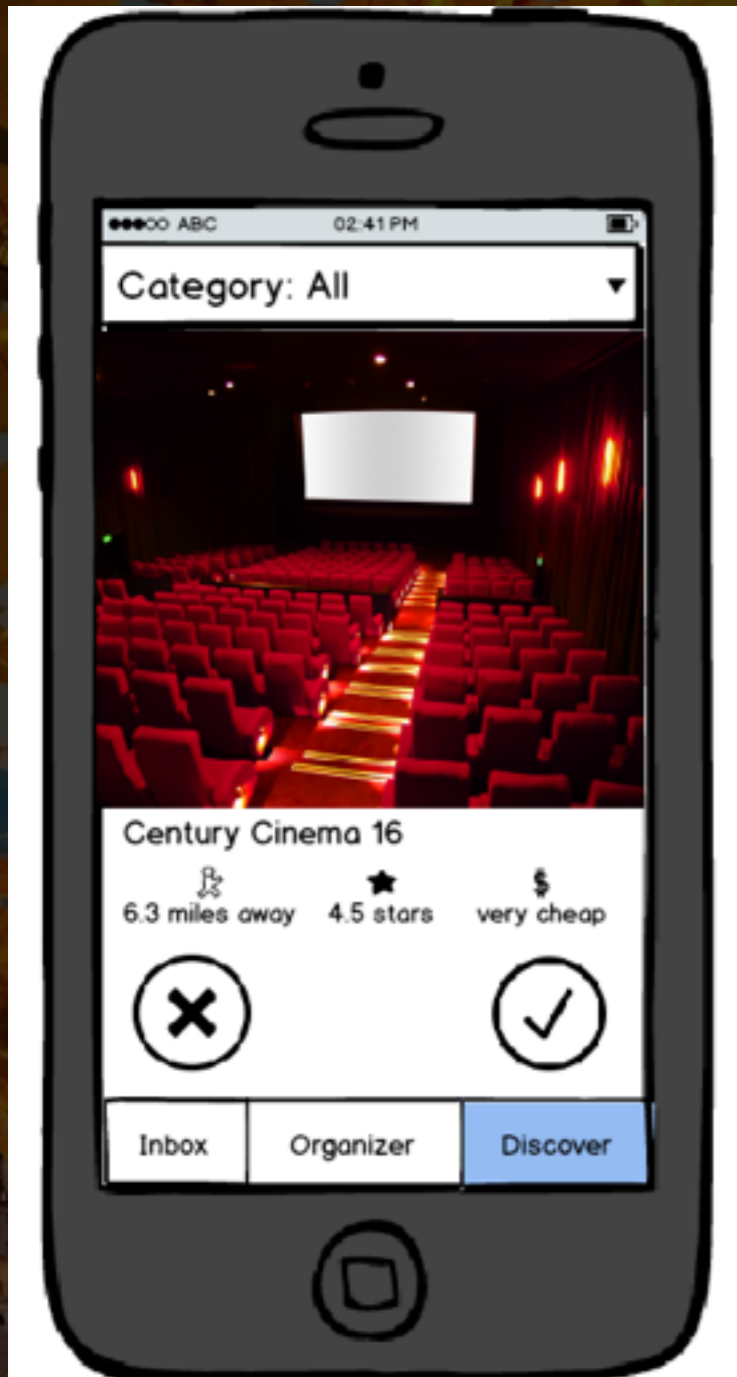 ABC 02:41 PM
Category: All
Century Cinema 16
$
6.3 miles away 4.5 stars very cheap
Inbox Organizer Discover